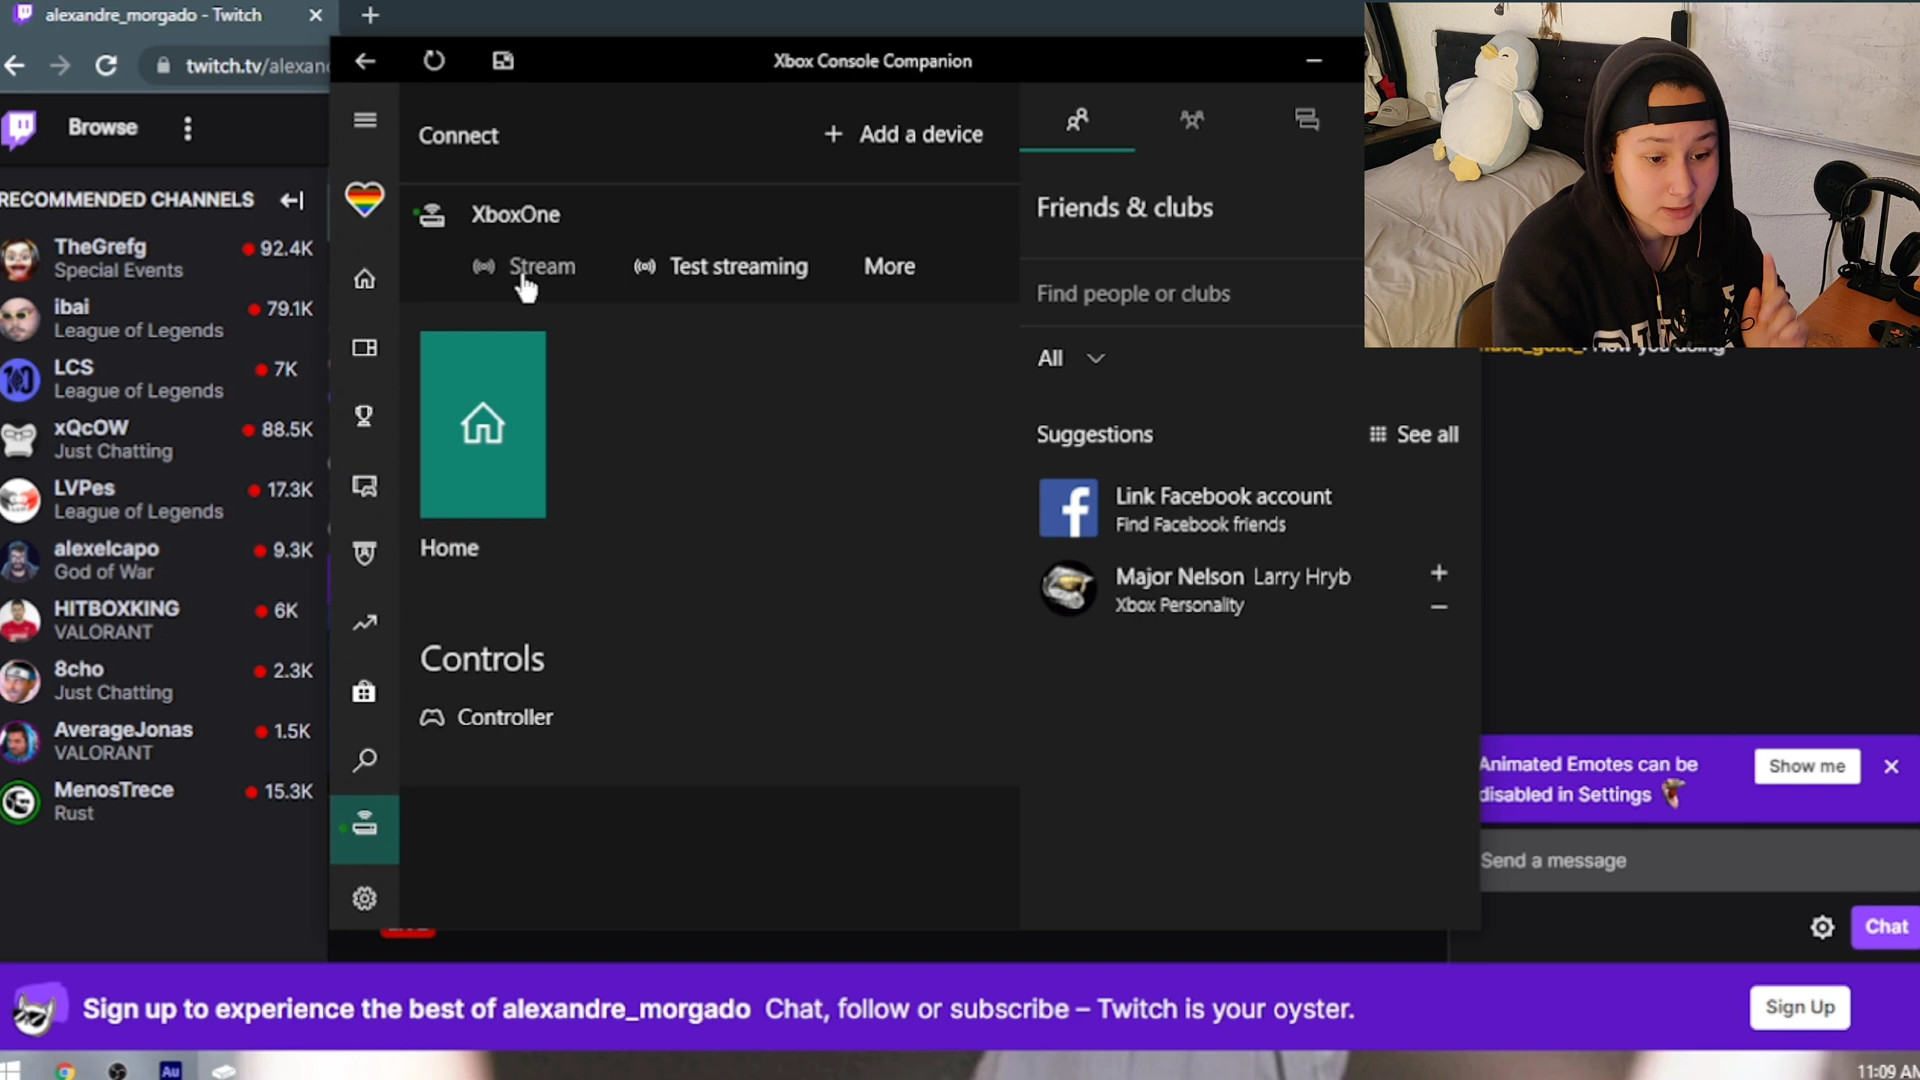 alexandre_morgado - Twitch
twitch.tv/alexan
Xbox Console Companion
Browse
RECOMMENDED CHANNELS
TheGrefg 92.4K
Special Events
ibai 79.1K
League of Legends
LCS 7K
League of Legends
xQcOW 88.5K
Just Chatting
LVPes 17.3K
League of Legends
alexelcapo 9.3K
God of War
HITBOXKING 6K
VALORANT
8cho 2.3K
Just Chatting
AverageJonas 1.5K
VALORANT
MenosTrece 15.3K
Rust
Connect
+ Add a device
XboxOne
Stream
Test streaming
More
Home
Controls
Controller
Friends & clubs
Find people or clubs
All
Suggestions
See all
Link Facebook account
Find Facebook friends
Major Nelson Larry Hryb
Xbox Personality
you doing
Animated Emotes can be
disabled in Settings
Show me
Send a message
Chat
Sign up to experience the best of alexandre_morgado Chat, follow or subscribe – Twitch is your oyster.
Sign Up
Au
11:09 AM